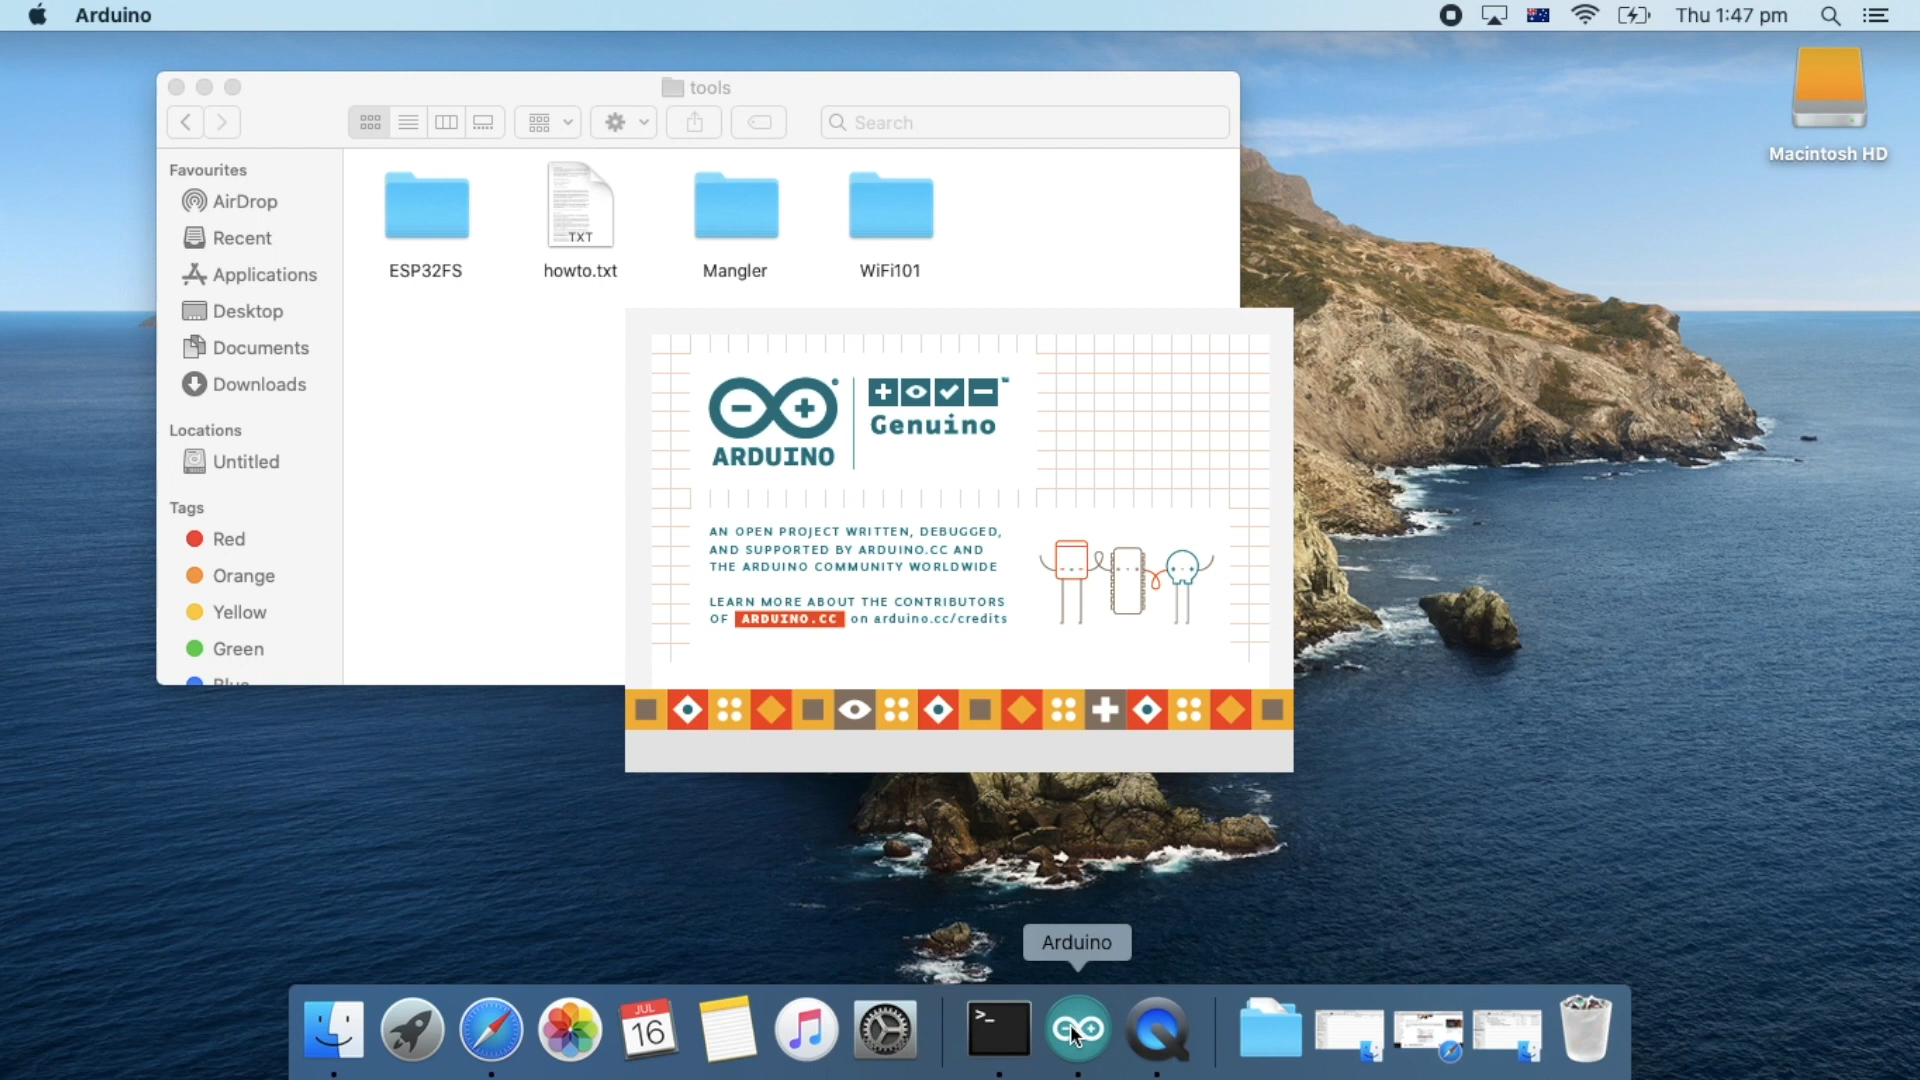 Arduino
Thu 1:47 pm
tools
Search
Macintosh HD
Favourites
AirDrop
Recent
Applications
Desktop
Documents
Downloads
Locations
Untitled
Tags
Red
Orange
Yellow
Green
Blue
TXT
ESP32FS
howto.txt
Mangler
WiFi101
ARDUINO
Genuino
AN OPEN PROJECT WRITTEN, DEBUGGED,
AND SUPPORTED BY ARDUINO.CC AND
THE ARDUINO COMMUNITY WORLDWIDE
LEARN MORE ABOUT THE CONTRIBUTORS
OF ARDUINO.CC on arduino.cc/credits
Arduino
JUL
16
>_